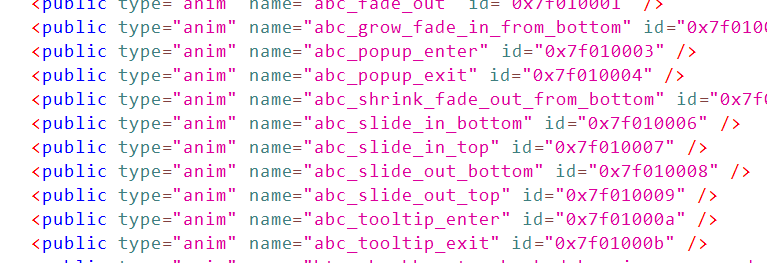 <public type="anim" name="abc_fade_out" id="0x7f010001" />
<public type="anim" name="abc_grow_fade_in_from_bottom" id="0x7f010
<public type="anim" name="abc_popup_enter" id="0x7f010003" />
<public type="anim" name="abc_popup_exit" id="0x7f010004" />
<public type="anim" name="abc_shrink_fade_out_from_bottom" id="0x7f0
<public type="anim" name="abc_slide_in_bottom" id="0x7f010006" />
<public type="anim" name="abc_slide_in_top" id="0x7f010007" />
<public type="anim" name="abc_slide_out_bottom" id="0x7f010008" />
<public type="anim" name="abc_slide_out_top" id="0x7f010009" />
<public type="anim" name="abc_tooltip_enter" id="0x7f01000a" />
<public type="anim" name="abc_tooltip_exit" id="0x7f01000b" />